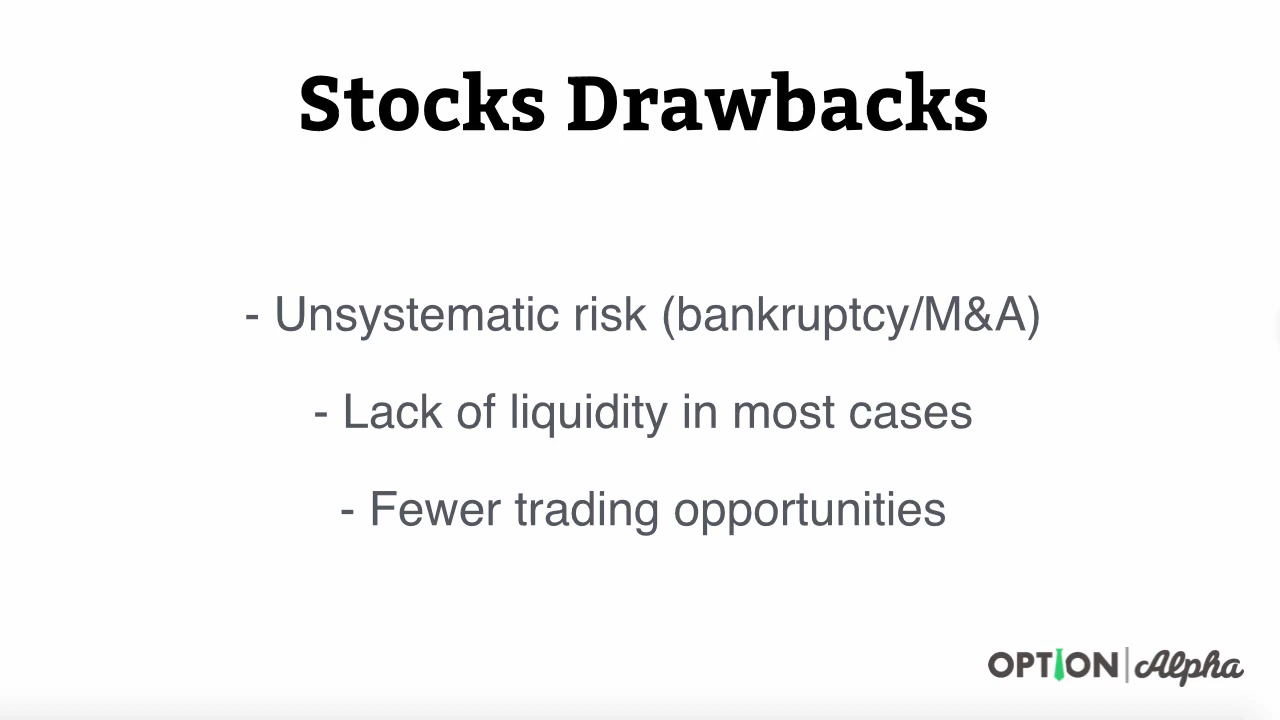 Stocks Drawbacks
- Unsystematic risk (bankruptcy/M&A)
- Lack of liquidity in most cases
- Fewer trading opportunities
OPTION | Alpha